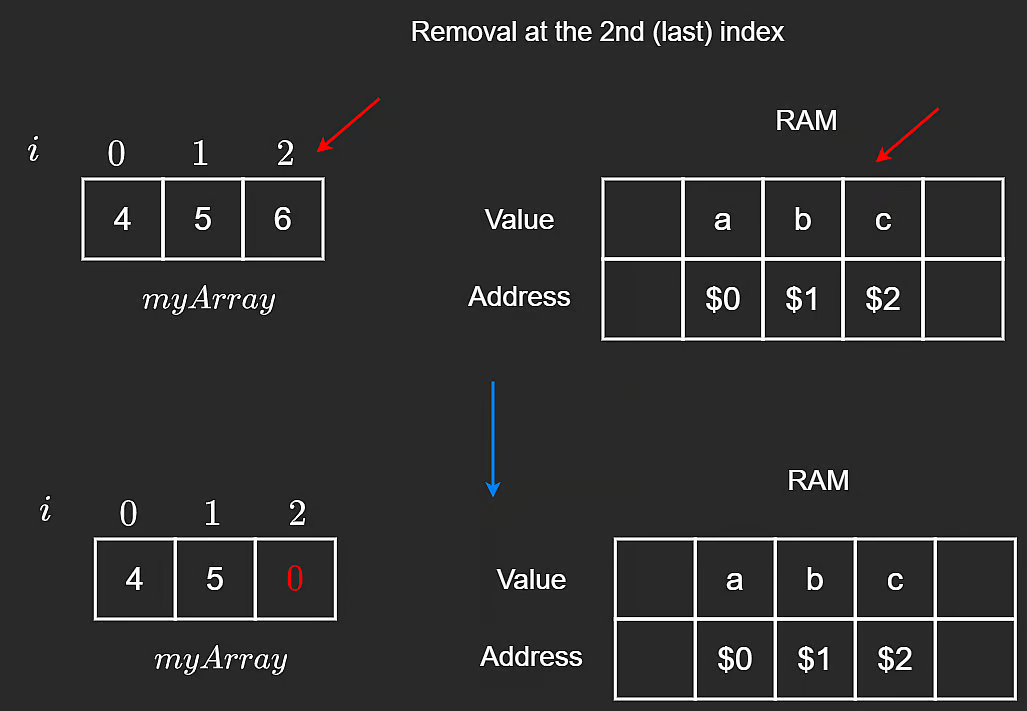 Removal at the 2nd (last) index
RAM
i 0 1 2
4 5 6
Value a b c
myArray
Address $0 $1 $2
RAM
i 0 1 2
4 5 0
Value a b c
myArray
Address $0 $1 $2